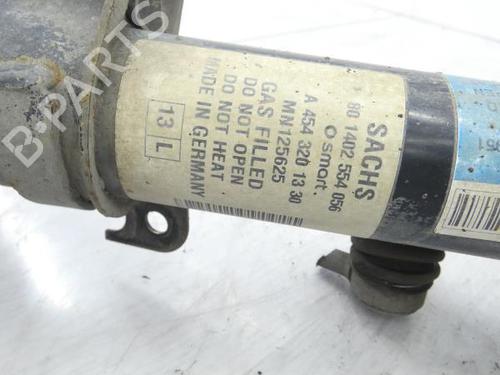 SACHS
80 1402 554 056
smart
A 454 320 13 30
MN125625
GAS FILLED
DO NOT OPEN
DO NOT HEAT
MADE IN GERMANY
13 L
B-PARTS